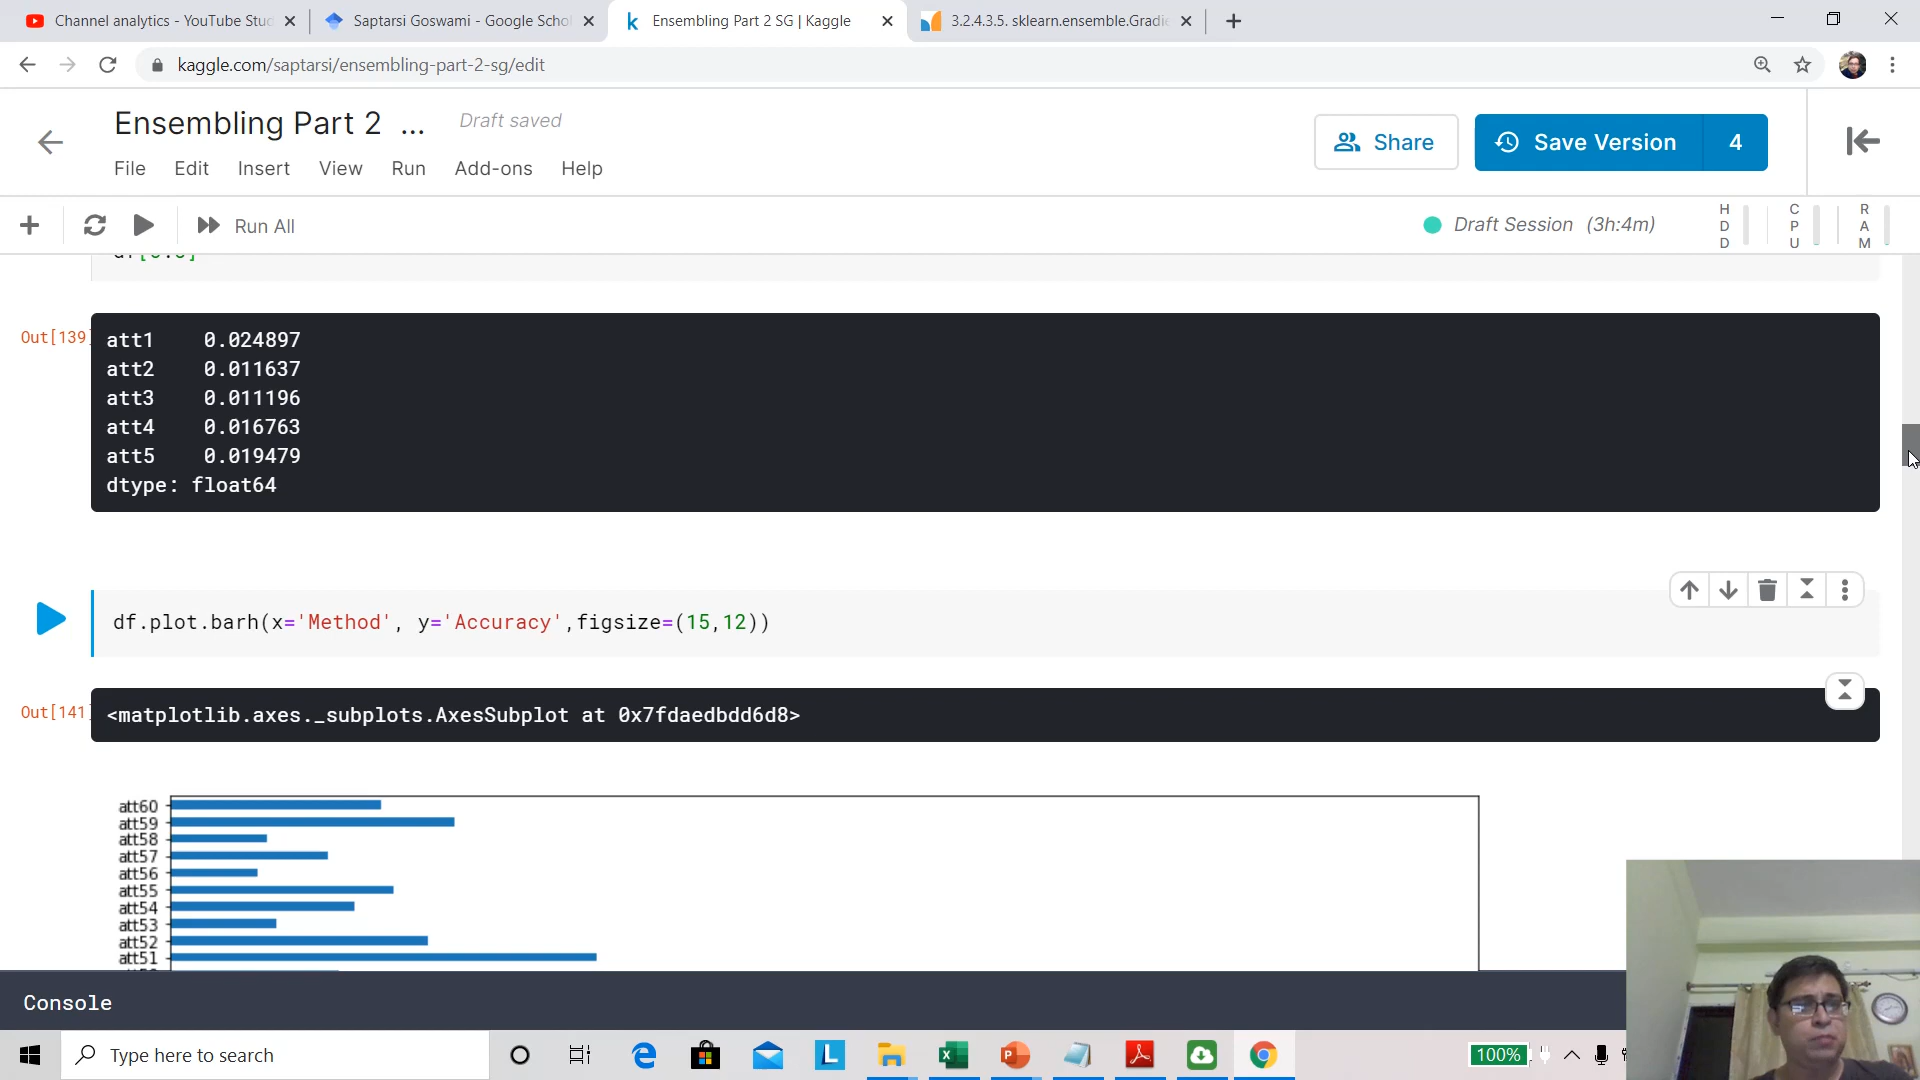 Channel analytics - YouTube Stud
Saptarsi Goswami - Google Schol
Ensembling Part 2 SG | Kaggle
3.2.4.3.5. sklearn.ensemble.Gradie
kaggle.com/saptarsi/ensembling-part-2-sg/edit
Ensembling Part 2 ...
Draft saved
File Edit Insert View Run Add-ons Help
Share
Save Version 4
Run All
Draft Session (3h:4m)
HDD
CPU
RAM
Out[139]
att1 0.024897
att2 0.011637
att3 0.011196
att4 0.016763
att5 0.019479
dtype: float64
df.plot.barh(x='Method', y='Accuracy',figsize=(15,12))
Out[141]
<matplotlib.axes._subplots.AxesSubplot at 0x7fdaedbdd6d8>
att60
att59
att58
att57
att56
att55
att54
att53
att52
att51
Console
Type here to search
100%